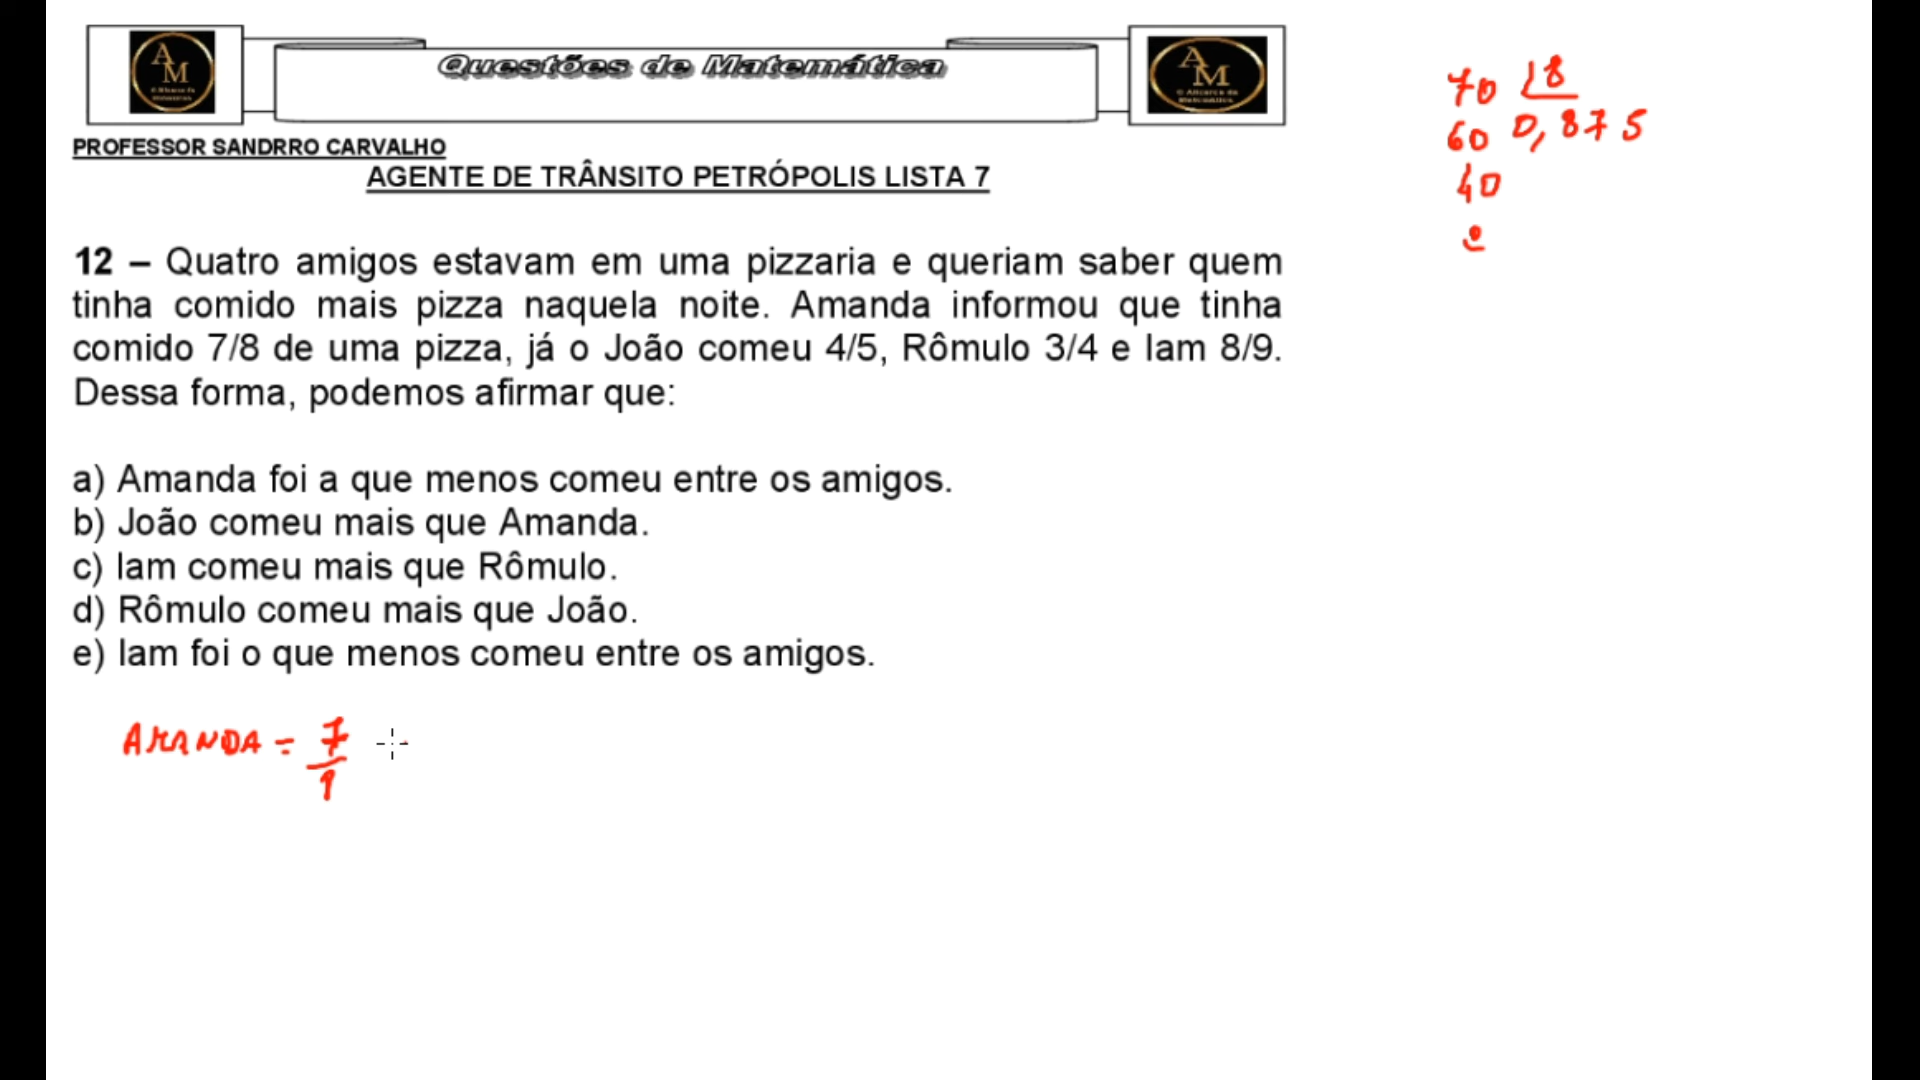 AM
Questões de Matemática
AM
PROFESSOR SANDRRO CARVALHO
AGENTE DE TRÂNSITO PETRÓPOLIS LISTA 7
12 – Quatro amigos estavam em uma pizzaria e queriam saber quem
tinha comido mais pizza naquela noite. Amanda informou que tinha
comido 7/8 de uma pizza, já o João comeu 4/5, Rômulo 3/4 e Iam 8/9.
Dessa forma, podemos afirmar que:
a) Amanda foi a que menos comeu entre os amigos.
b) João comeu mais que Amanda.
c) Iam comeu mais que Rômulo.
d) Rômulo comeu mais que João.
e) Iam foi o que menos comeu entre os amigos.
AMANDA = 7
8
70 8
60 0,875
40
0